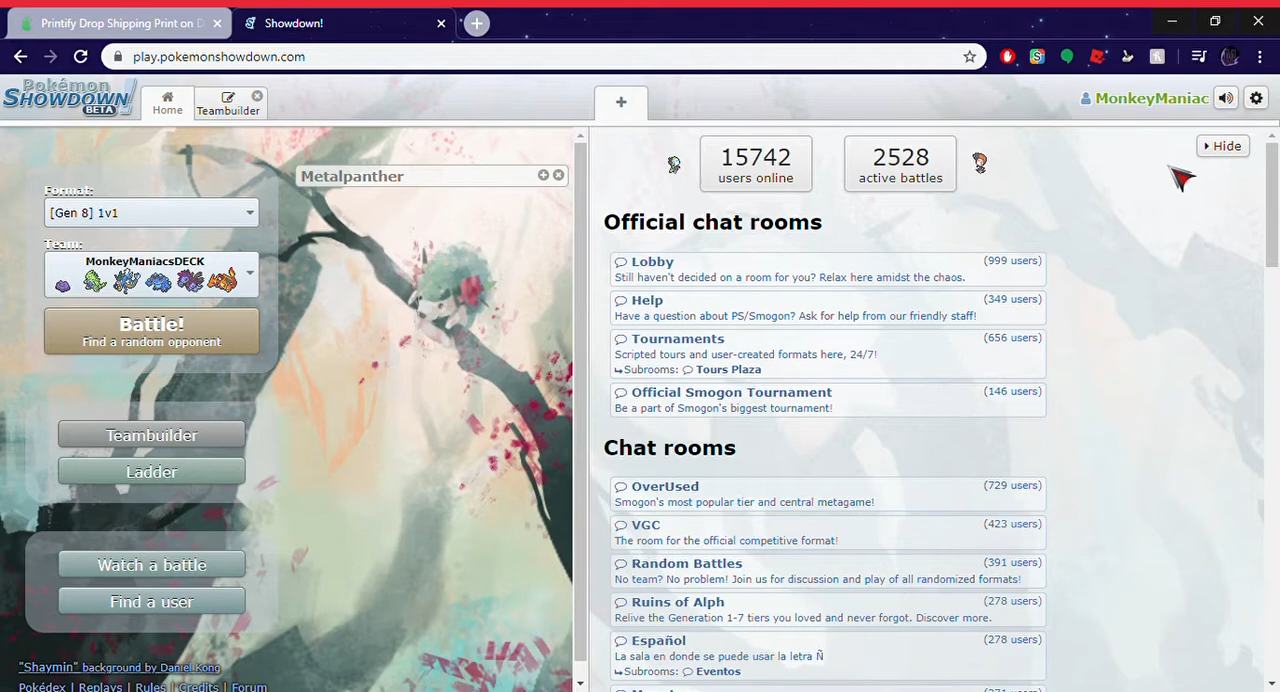 Printify Drop Shipping Print on D
Showdown!
play.pokemonshowdown.com
Pokémon
SHOWDOWN!
BETA
Home
Teambuilder
MonkeyManiac
Format:
[Gen 8] 1v1
Team:
MonkeyManiacsDECK
Battle!
Find a random opponent
Teambuilder
Ladder
Watch a battle
Find a user
"Shaymin" background by Daniel Kong
Pokédex | Replays | Rules | Credits | Forum
Metalpanther
15742
users online
2528
active battles
Hide
Official chat rooms
Lobby (999 users)
Still haven't decided on a room for you? Relax here amidst the chaos.
Help (349 users)
Have a question about PS/Smogon? Ask for help from our friendly staff!
Tournaments (656 users)
Scripted tours and user-created formats here, 24/7!
Subrooms: Tours Plaza
Official Smogon Tournament (146 users)
Be a part of Smogon's biggest tournament!
Chat rooms
OverUsed (729 users)
Smogon's most popular tier and central metagame!
VGC (423 users)
The room for the official competitive format!
Random Battles (391 users)
No team? No problem! Join us for discussion and play of all randomized formats!
Ruins of Alph (278 users)
Relive the Generation 1-7 tiers you loved and never forgot. Discover more.
Español (278 users)
La sala en donde se puede usar la letra Ñ
Subrooms: Eventos